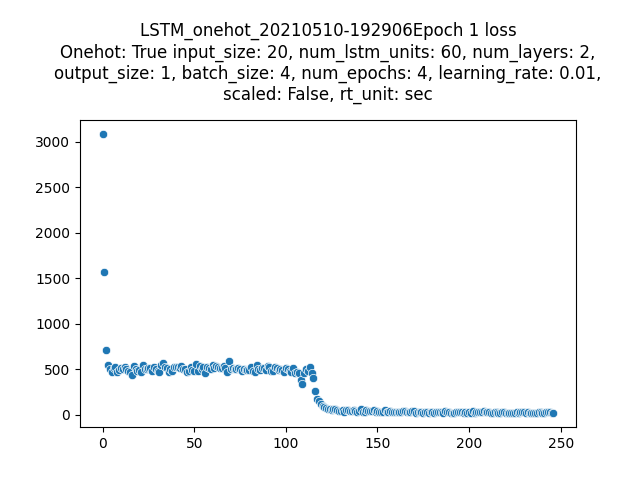 LSTM_onehot_20210510-192906Epoch 1 loss
Onehot: True input_size: 20, num_lstm_units: 60, num_layers: 2,
output_size: 1, batch_size: 4, num_epochs: 4, learning_rate: 0.01,
scaled: False, rt_unit: sec
3000
2500
2000
1500
1000
500
0
0 50 100 150 200 250